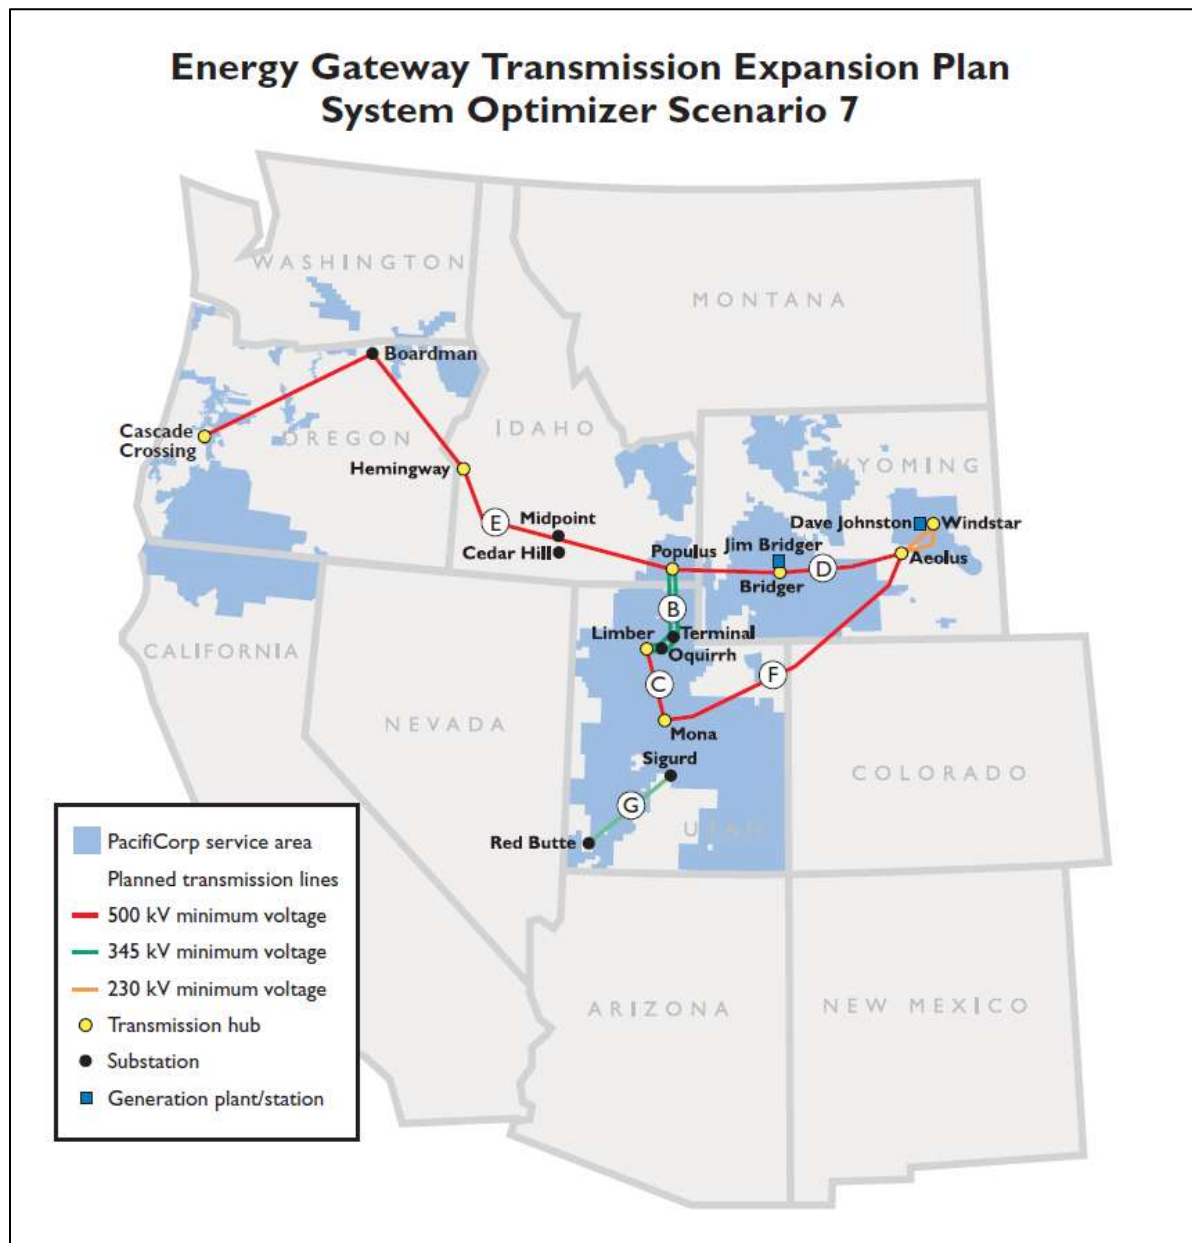 Energy Gateway Transmission Expansion Plan
System Optimizer Scenario 7
WASHINGTON
MONTANA
Boardman
Cascade
Crossing
OREGON
IDAHO
Hemingway
WYOMING
E
Midpoint
Cedar Hill
Dave Johnston
Windstar
Populus
Jim Bridger
Bridger
D
Aeolus
B
Limber
Terminal
Oquirrh
CALIFORNIA
C
F
NEVADA
Mona
Sigurd
COLORADO
G
UTAH
Red Butte
PacifiCorp service area
Planned transmission lines
500 kV minimum voltage
345 kV minimum voltage
230 kV minimum voltage
Transmission hub
Substation
Generation plant/station
ARIZONA
NEW MEXICO